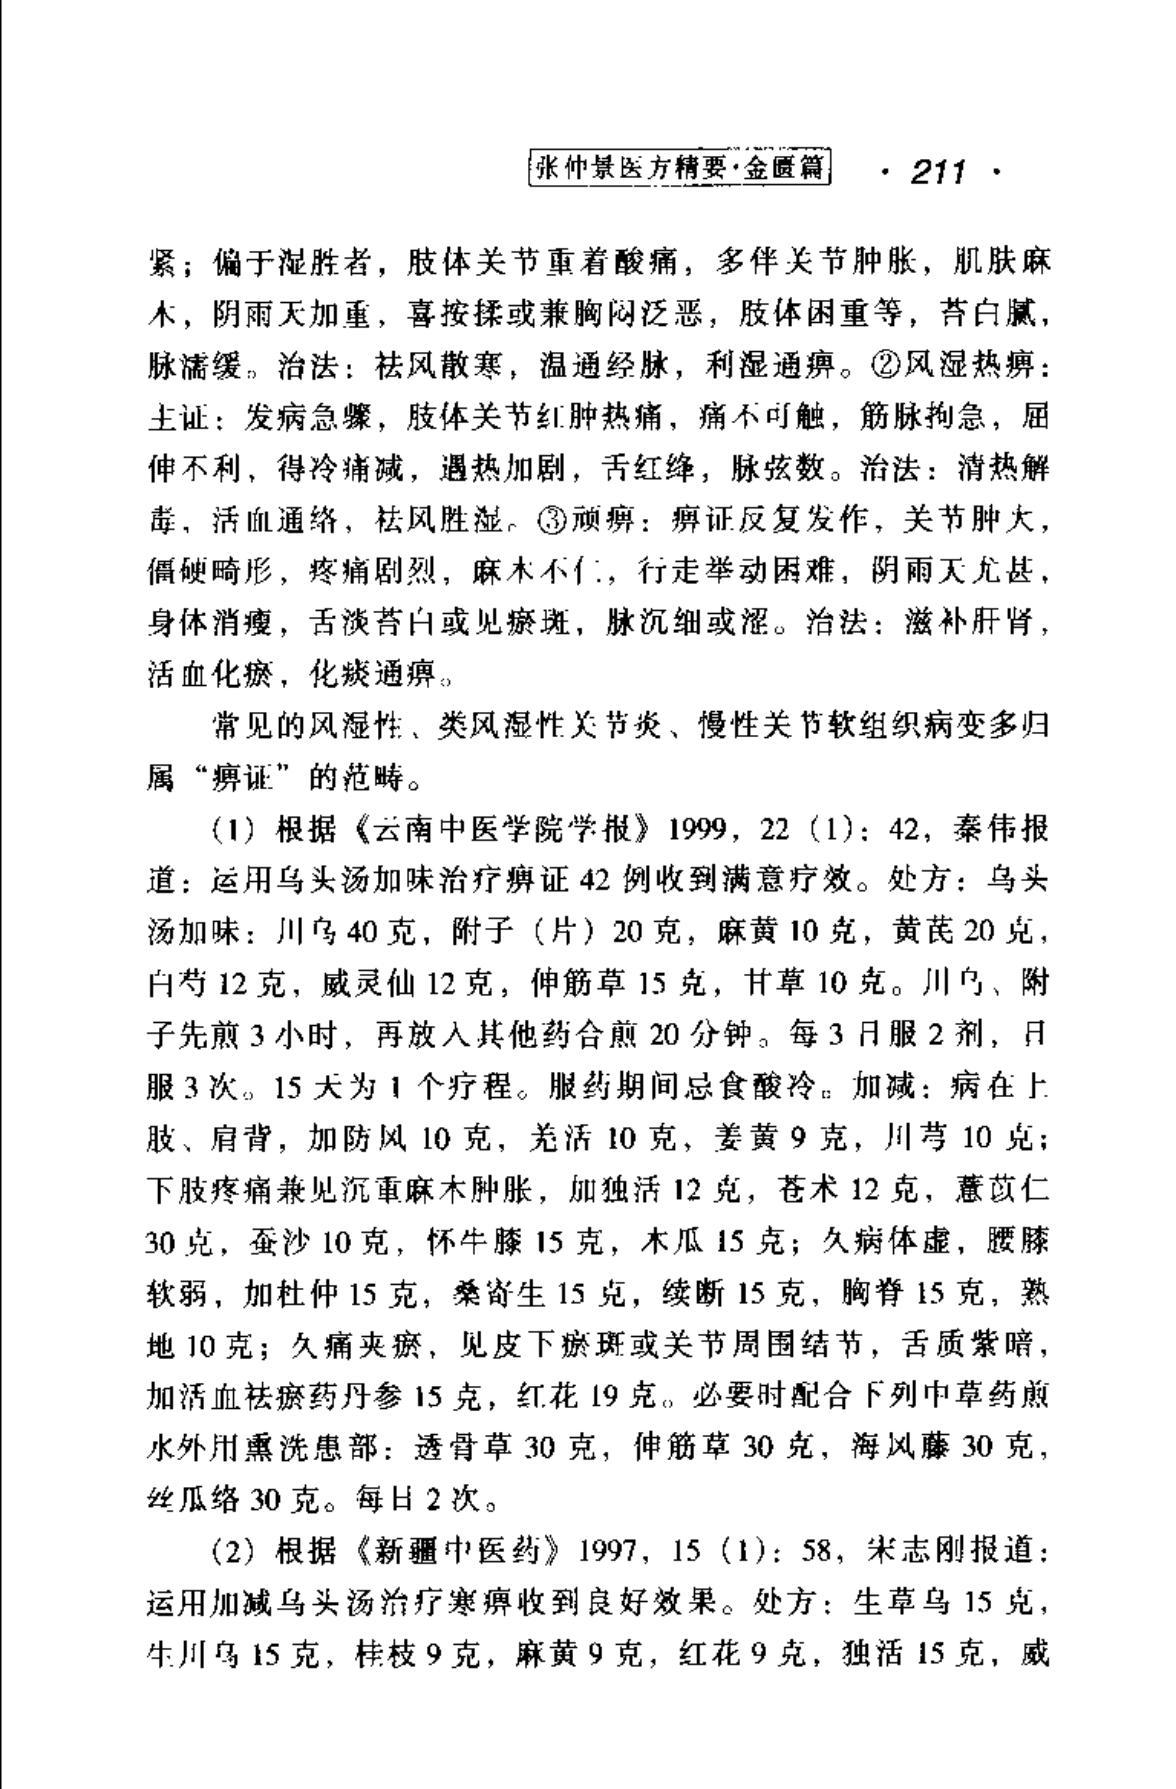 张仲景医方精要·金匮篇 · 211 ·
紧；偏于湿胜者，肢体关节重着酸痛，多伴关节肿胀，肌肤麻
木，阴雨天加重，喜按揉或兼胸闷泛恶，肢体困重等，苔白腻，
脉濡缓。治法：祛风散寒，温通经脉，利湿通痹。②风湿热痹：
主证：发病急骤，肢体关节红肿热痛，痛不可触，筋脉拘急，屈
伸不利，得冷痛减，遇热加剧，舌红绛，脉弦数。治法：清热解
毒，活血通络，祛风胜湿。③顽痹：痹证反复发作，关节肿大，
僵硬畸形，疼痛剧烈，麻木不仁，行走举动困难，阴雨天尤甚，
身体消瘦，舌淡苔白或见瘀斑，脉沉细或涩。治法：滋补肝肾，
活血化瘀，化痰通痹。
常见的风湿性、类风湿性关节炎、慢性关节软组织病变多归
属“痹证”的范畴。
（1）根据《云南中医学院学报》1999，22（1）：42，秦伟报
道：运用乌头汤加味治疗痹证 42 例收到满意疗效。处方：乌头
汤加味：川乌 40 克，附子（片）20 克，麻黄 10 克，黄芪 20 克，
白芍 12 克，威灵仙 12 克，伸筋草 15 克，甘草 10 克。川乌、附
子先煎 3 小时，再放入其他药合煎 20 分钟。每 3 日服 2 剂，日
服 3 次。15 天为 1 个疗程。服药期间忌食酸冷。加减：病在上
肢、肩背，加防风 10 克，羌活 10 克，姜黄 9 克，川芎 10 克；
下肢疼痛兼见沉重麻木肿胀，加独活 12 克，苍术 12 克，薏苡仁
30 克，蚕沙 10 克，怀牛膝 15 克，木瓜 15 克；久病体虚，腰膝
软弱，加杜仲 15 克，桑寄生 15 克，续断 15 克，胸脊 15 克，熟
地 10 克；久痛夹瘀，见皮下瘀斑或关节周围结节，舌质紫暗，
加活血祛瘀药丹参 15 克，红花 19 克。必要时配合下列中草药煎
水外用熏洗患部：透骨草 30 克，伸筋草 30 克，海风藤 30 克，
丝瓜络 30 克。每日 2 次。
（2）根据《新疆中医药》1997，15（1）：58，宋志刚报道：
运用加减乌头汤治疗寒痹收到良好效果。处方：生草乌 15 克，
生川乌 15 克，桂枝 9 克，麻黄 9 克，红花 9 克，独活 15 克，威